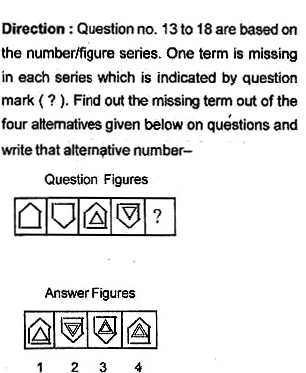 Direction : Question no. 13 to 18 are based on
the number/figure series. One term is missing
in each series which is indicated by question
mark ( ? ). Find out the missing term out of the
four alternatives given below on questions and
write that alternative number–
Question Figures
?
Answer Figures
1 2 3 4